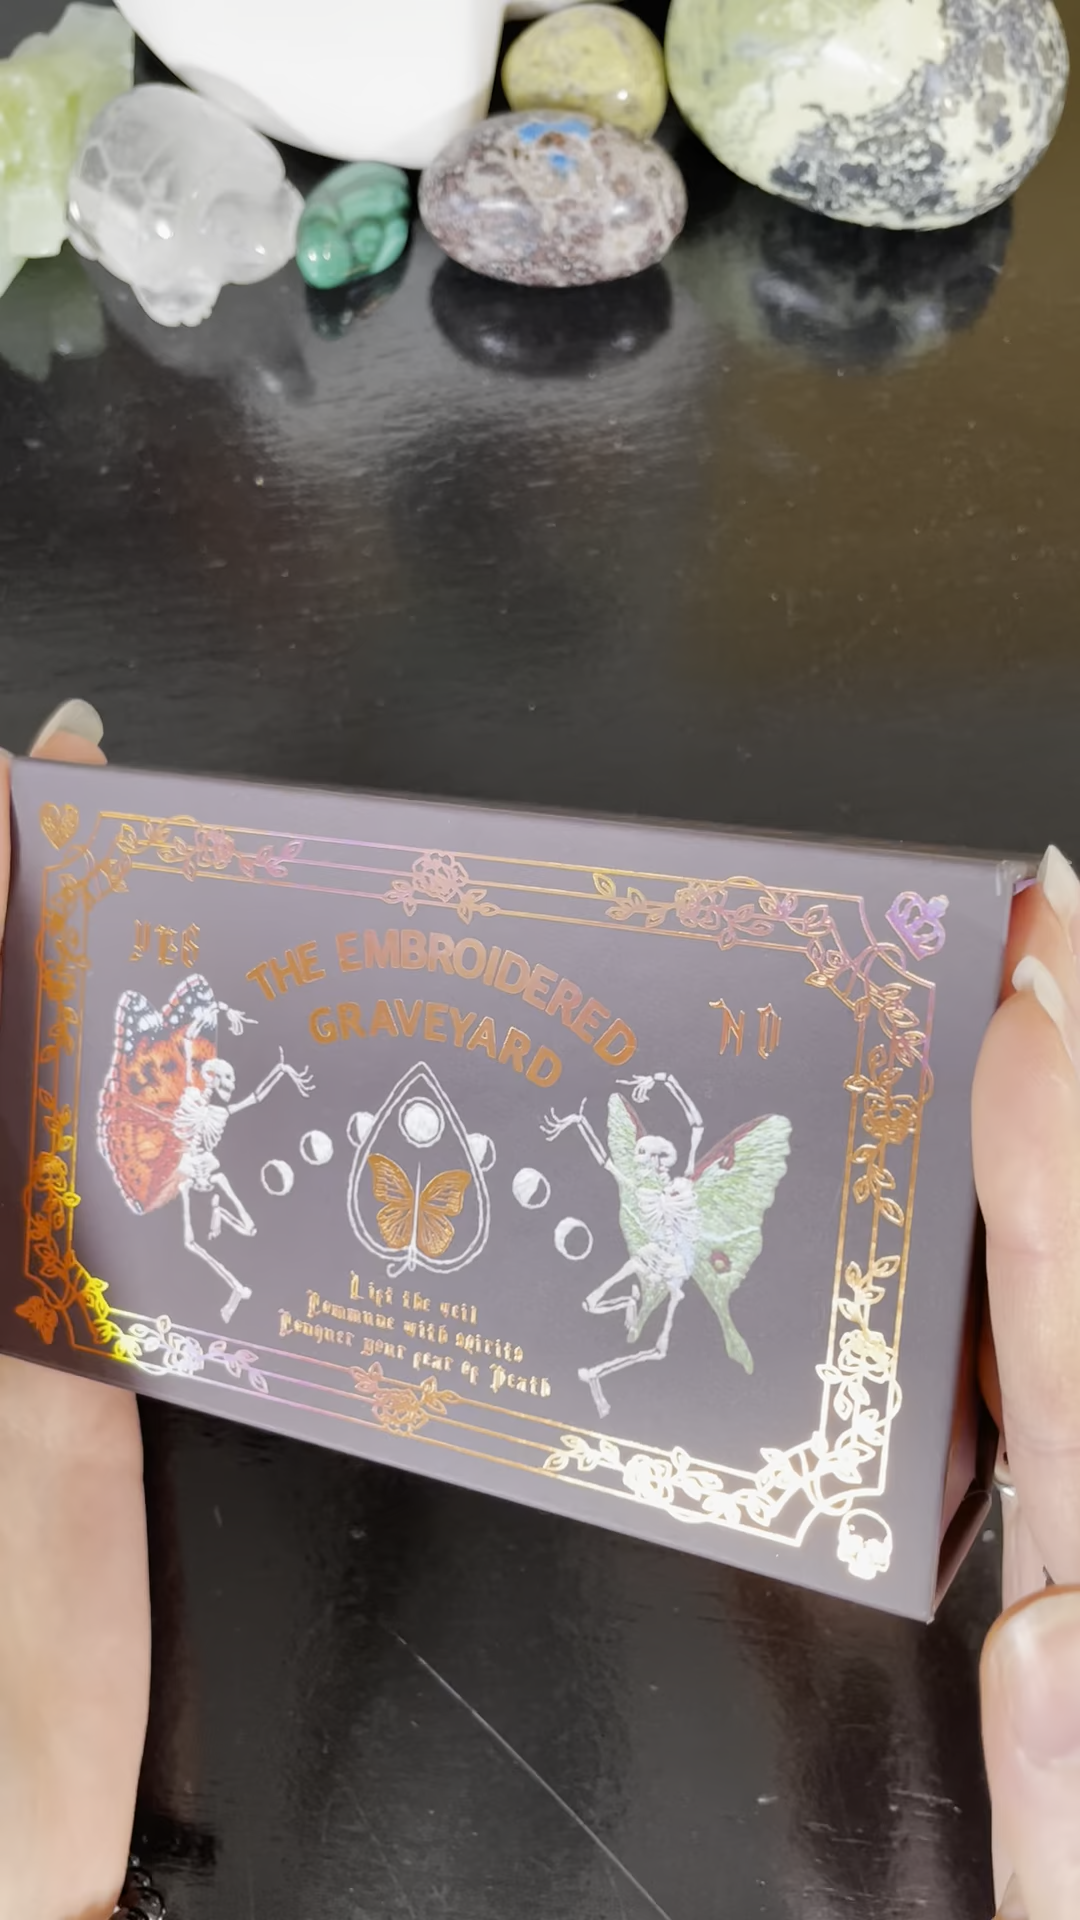 YES
THE EMBROIDERED
GRAVEYARD
NO
Lift the veil
Commune with spirits
Conquer your fear of Death